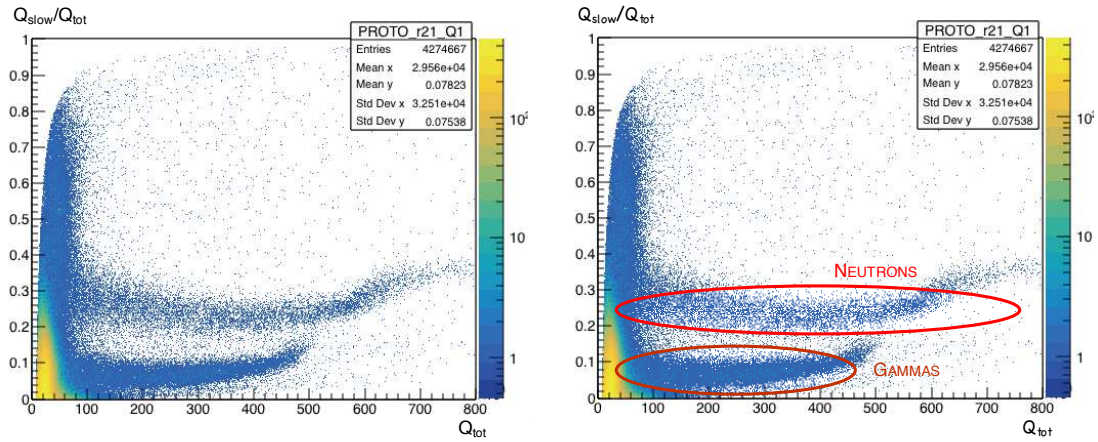 Q_slow/Q_tot
PROTO_r21_Q1
Entries 4274667
Mean x 2.956e+04
Mean y 0.07823
Std Dev x 3.251e+04
Std Dev y 0.07538
1
0.9
0.8
0.7
0.6
0.5
0.4
0.3
0.2
0.1
0
0 100 200 300 400 500 600 700 800
Q_tot
10²
10
1
Q_slow/Q_tot
PROTO_r21_Q1
Entries 4274667
Mean x 2.956e+04
Mean y 0.07823
Std Dev x 3.251e+04
Std Dev y 0.07538
1
0.9
0.8
0.7
0.6
0.5
0.4
0.3
0.2
0.1
0
NEUTRONS
GAMMAS
0 100 200 300 400 500 600 700 800
Q_tot
10²
10
1